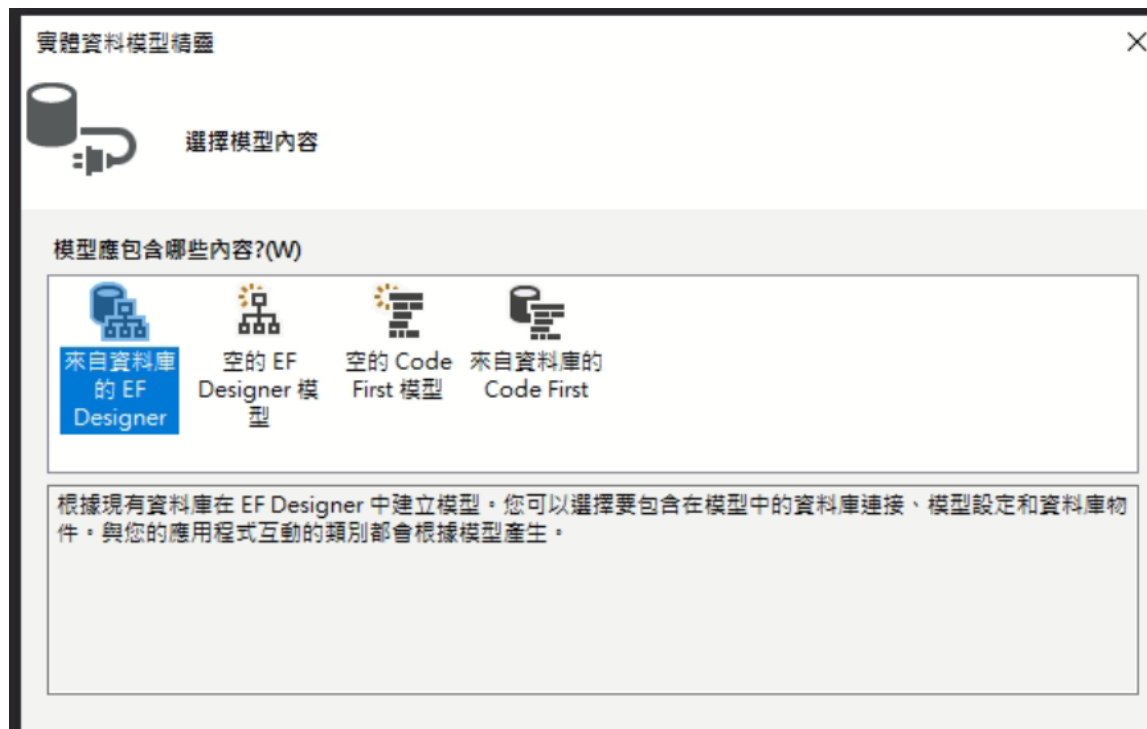 實體資料模型精靈
選擇模型內容
模型應包含哪些內容?(W)
來自資料庫
的 EF
Designer
空的 EF
Designer 模
型
空的 Code
First 模型
來自資料庫的
Code First
根據現有資料庫在 EF Designer 中建立模型。您可以選擇要包含在模型中的資料庫連接、模型設定和資料庫物
件。與您的應用程式互動的類別都會根據模型產生。